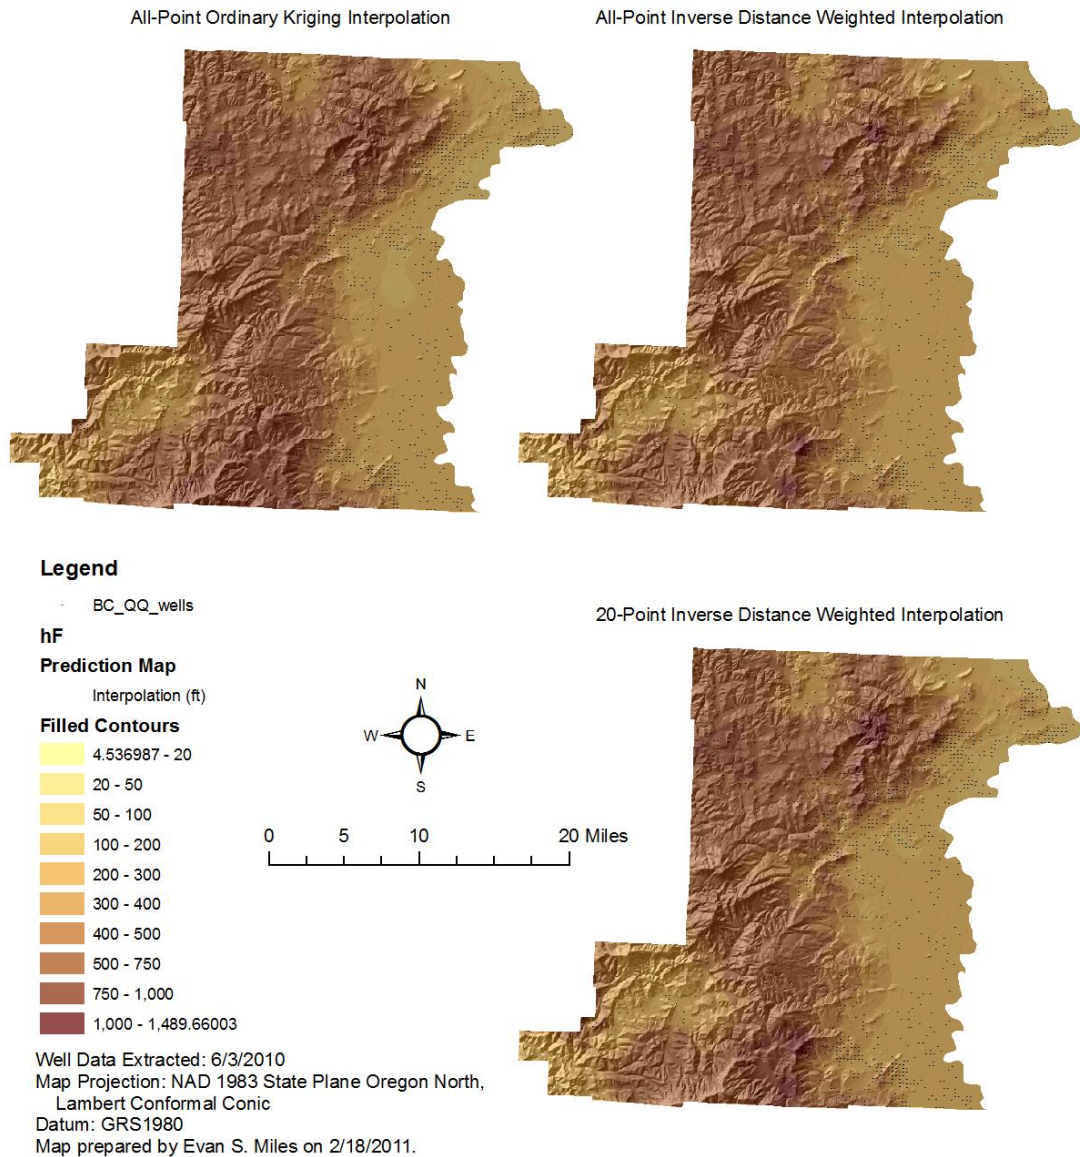 All-Point Ordinary Kriging Interpolation
All-Point Inverse Distance Weighted Interpolation
Legend
BC_QQ_wells
hF
Prediction Map
Interpolation (ft)
Filled Contours
4.536987 - 20
20 - 50
50 - 100
100 - 200
200 - 300
300 - 400
400 - 500
500 - 750
750 - 1,000
1,000 - 1,489.66003
N
W E
S
0 5 10 20 Miles
20-Point Inverse Distance Weighted Interpolation
Well Data Extracted: 6/3/2010
Map Projection: NAD 1983 State Plane Oregon North,
Lambert Conformal Conic
Datum: GRS1980
Map prepared by Evan S. Miles on 2/18/2011.